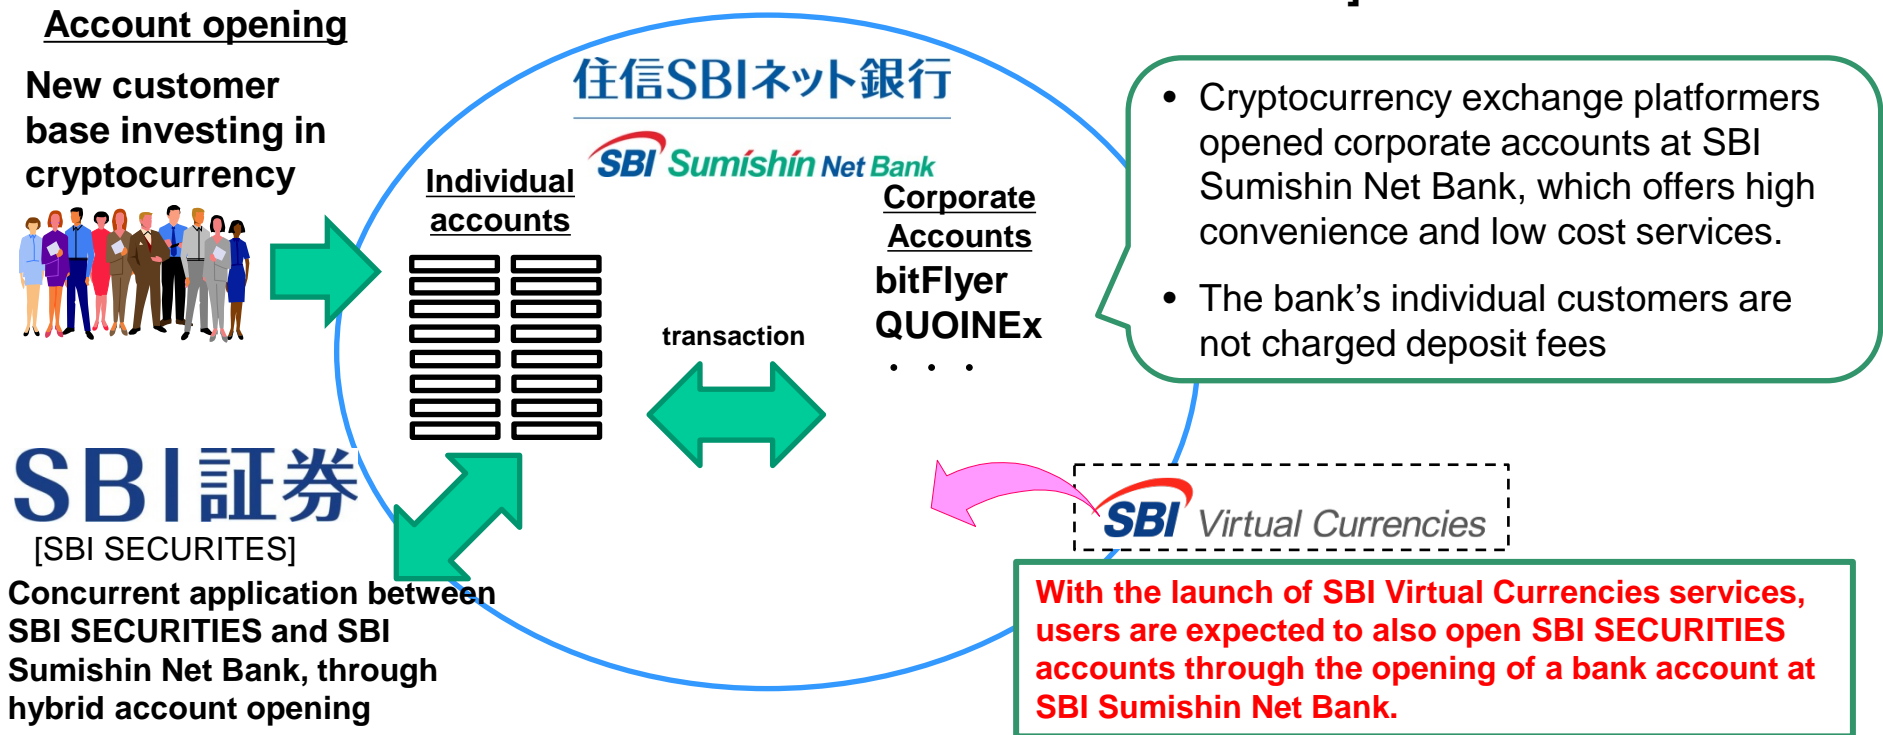 ]
Account opening
New customer
base investing in
cryptocurrency
住信SBIネット銀行
SBI Sumishin Net Bank
Individual
accounts
Corporate
Accounts
bitFlyer
QUOINEx
・・・
transaction
• Cryptocurrency exchange platformers
opened corporate accounts at SBI
Sumishin Net Bank, which offers high
convenience and low cost services.
• The bank’s individual customers are
not charged deposit fees
SBI証券
[SBI SECURITES]
Concurrent application between
SBI SECURITIES and SBI
Sumishin Net Bank, through
hybrid account opening
SBI Virtual Currencies
With the launch of SBI Virtual Currencies services,
users are expected to also open SBI SECURITIES
accounts through the opening of a bank account at
SBI Sumishin Net Bank.